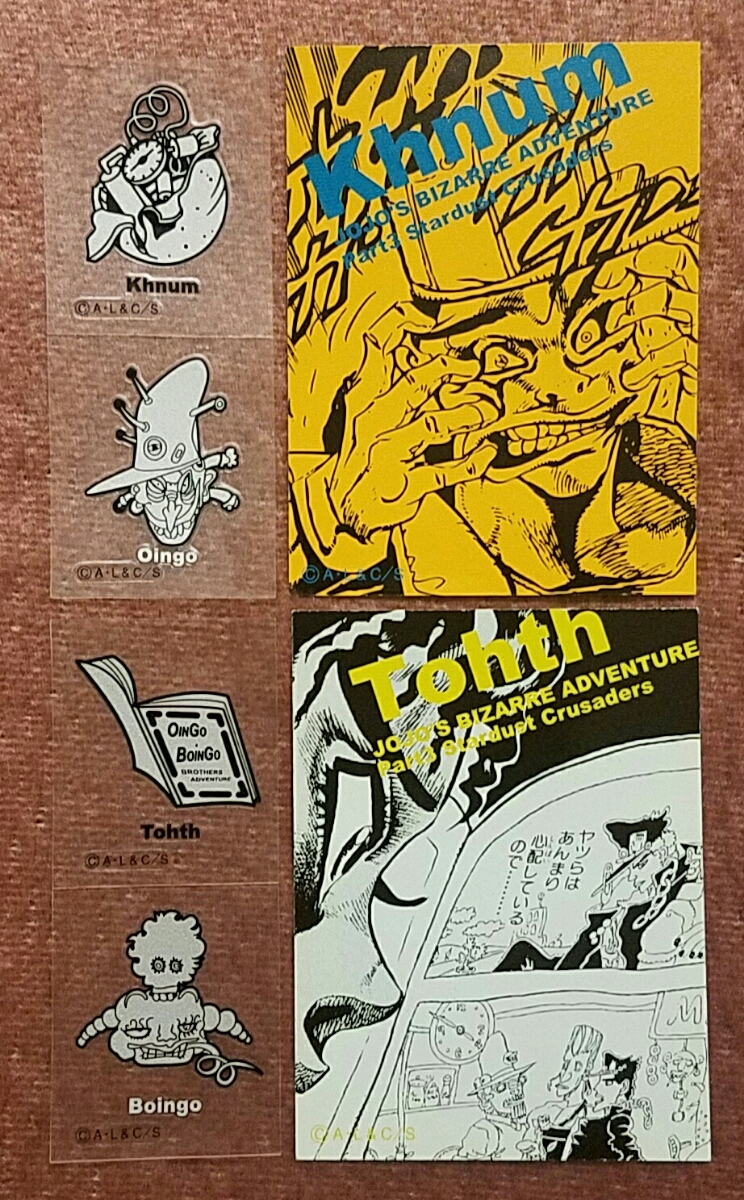 Khnum
©A・L&C/S
Oingo
©A・L&C/S
Khnum
JOJO'S BIZARRE ADVENTURE
Part3 Stardust Crusaders
©A・L&C/S
OINGO
BOINGO
BROTHERS
ADVENTURE
Tohth
©A・L&C/S
Boingo
©A・L&C/S
Tohth
JOJO'S BIZARRE ADVENTURE
Part3 Stardust Crusaders
ヤツらは
あんまり
心配している
ので‥‥‥
©A・L&C/S